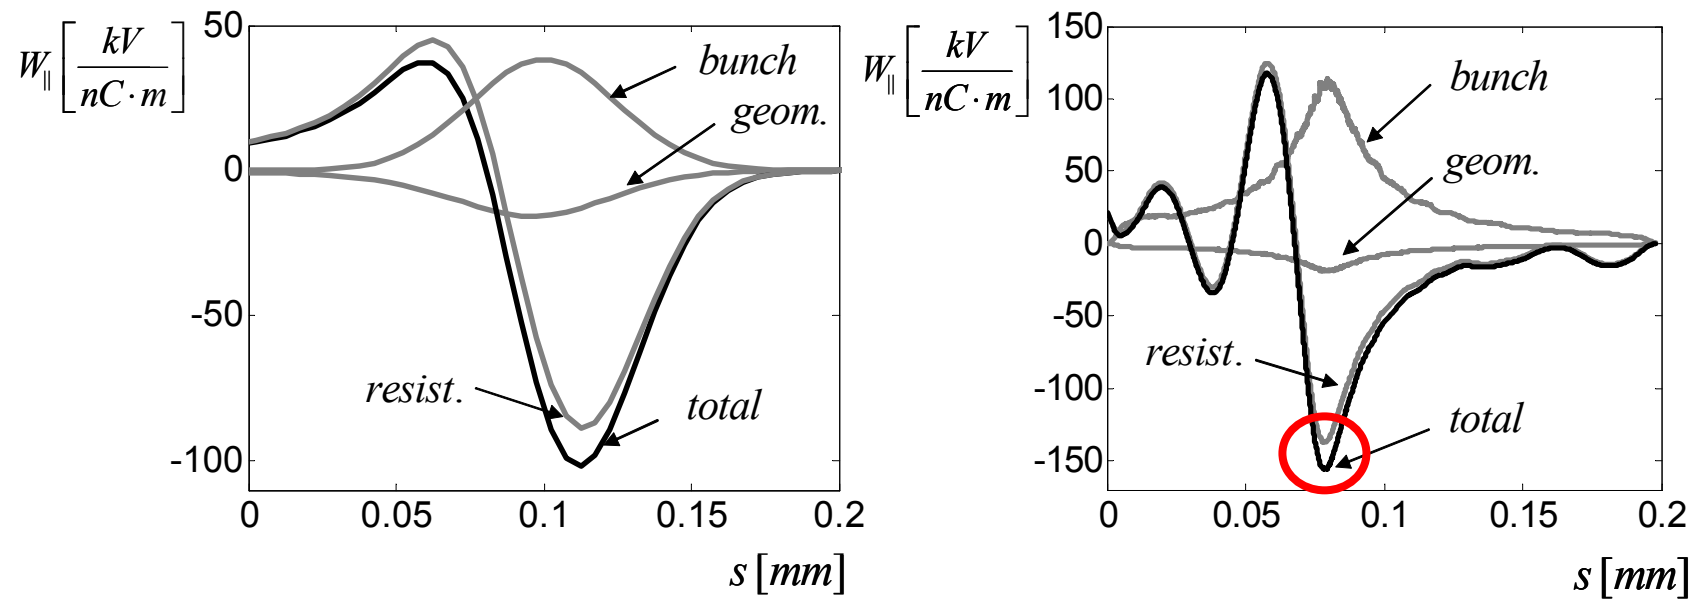 W∥ [kV / nC · m]
50
0
-50
-100
0 0.05 0.1 0.15 0.2
s [mm]
bunch
geom.
resist.
total
W∥ [kV / nC · m]
150
100
50
0
-50
-100
-150
0 0.05 0.1 0.15 0.2
s [mm]
bunch
geom.
resist.
total